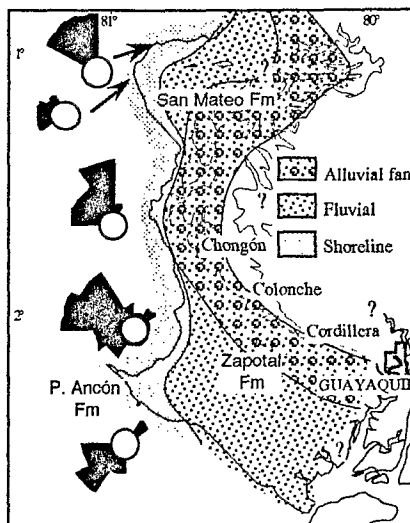 81°
80°
1°
?
San Mateo Fm
Alluvial fan
?
Fluvial
Chongón
Shoreline
Colonche
2°
?
Cordillera
Zapotal
Fm
P. Ancón
Fm
GUAYAQUIL
?